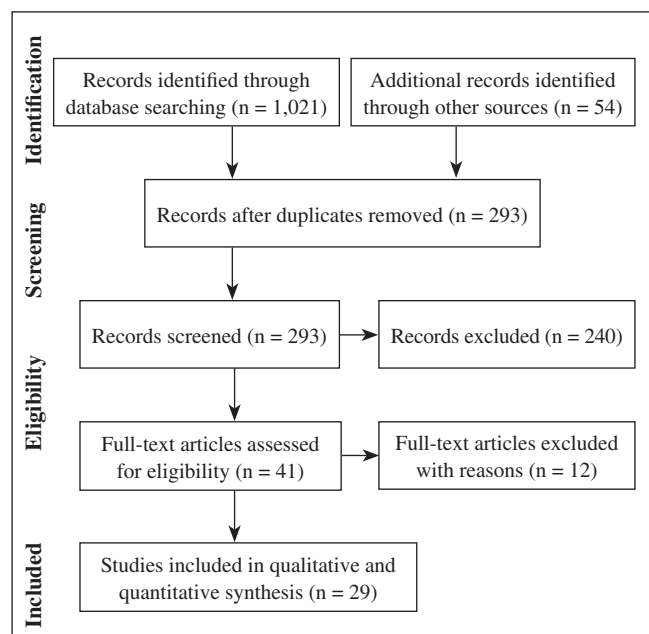 Identification
Records identified through
database searching (n = 1,021)
Additional records identified
through other sources (n = 54)
Screening
Records after duplicates removed (n = 293)
Records screened (n = 293)
Records excluded (n = 240)
Eligibility
Full-text articles assessed
for eligibility (n = 41)
Full-text articles excluded
with reasons (n = 12)
Included
Studies included in qualitative and
quantitative synthesis (n = 29)